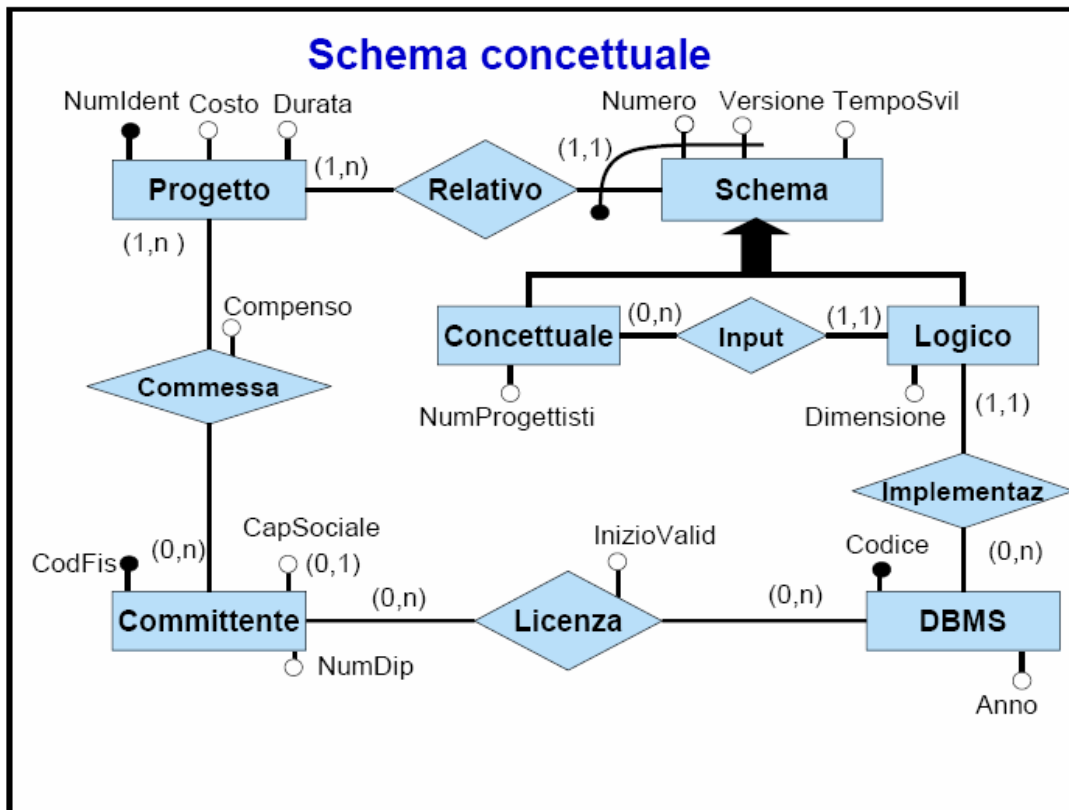 Schema concettuale
NumIdent Costo Durata
Numero Versione TempoSvil
(1,n) (1,1)
Progetto Relativo Schema
(1,n )
Compenso
(0,n) (1,1)
Concettuale Input Logico
Commessa
NumProgettisti Dimensione
(1,1)
Implementaz
CapSociale
InizioValid
CodFis (0,n) (0,1)
Codice (0,n)
(0,n) (0,n)
Committente Licenza DBMS
NumDip
Anno